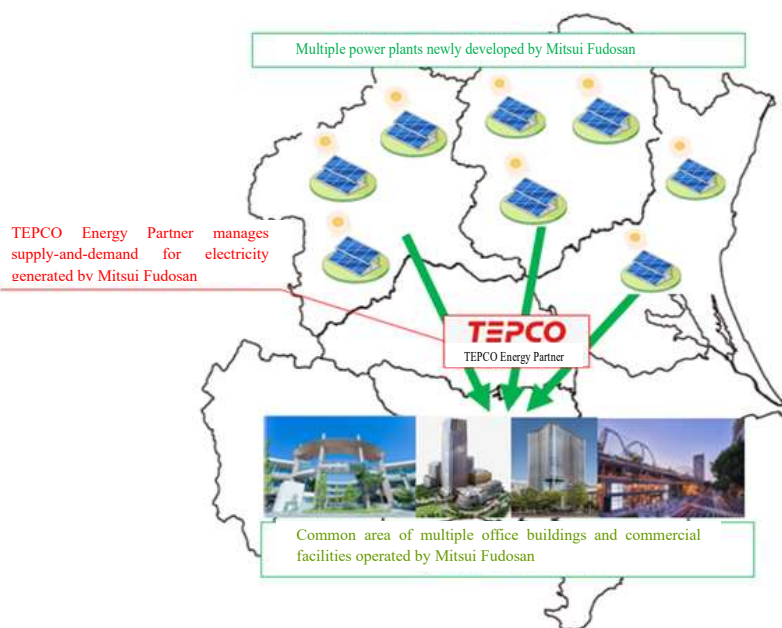 Multiple power plants newly developed by Mitsui Fudosan
TEPCO Energy Partner manages
supply-and-demand for electricity
generated by Mitsui Fudosan
TEPCO
TEPCO Energy Partner
Common area of multiple office buildings and commercial
facilities operated by Mitsui Fudosan